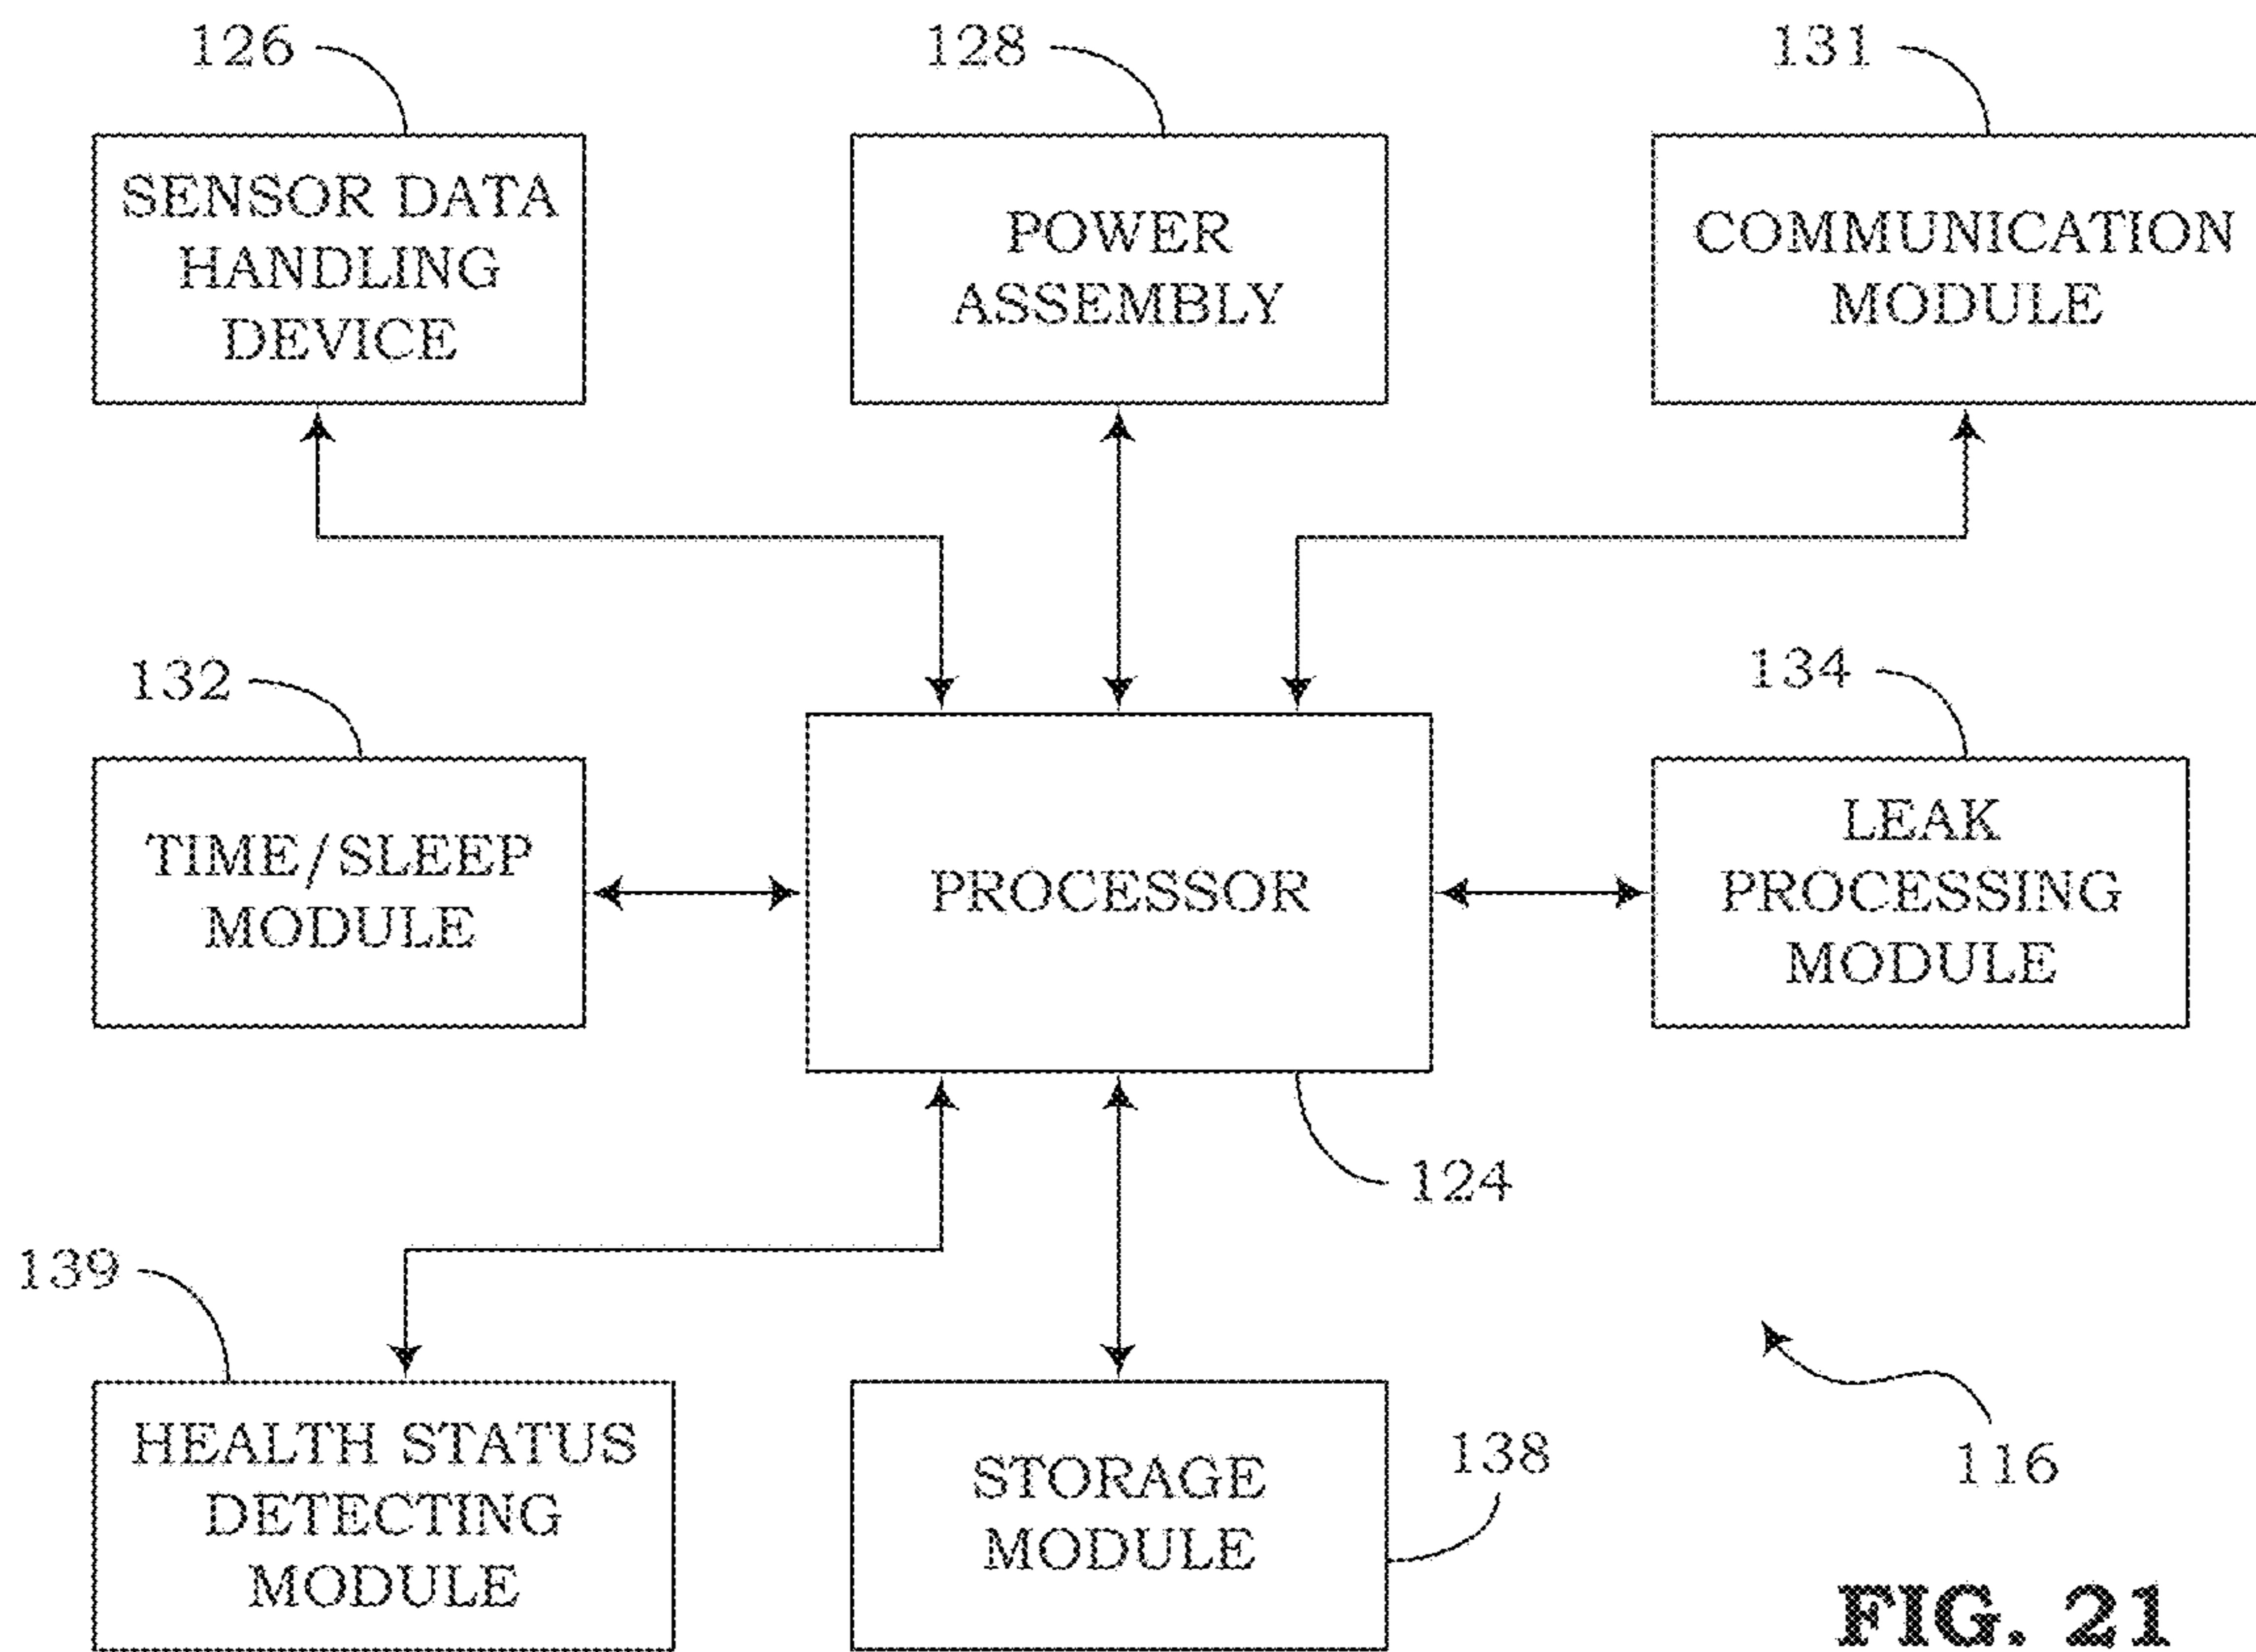 126
128
131
SENSOR DATA
HANDLING
DEVICE
POWER
ASSEMBLY
COMMUNICATION
MODULE
132
134
TIME/SLEEP
MODULE
PROCESSOR
LEAK
PROCESSING
MODULE
124
139
HEALTH STATUS
DETECTING
MODULE
STORAGE
MODULE
138
116
FIG. 21